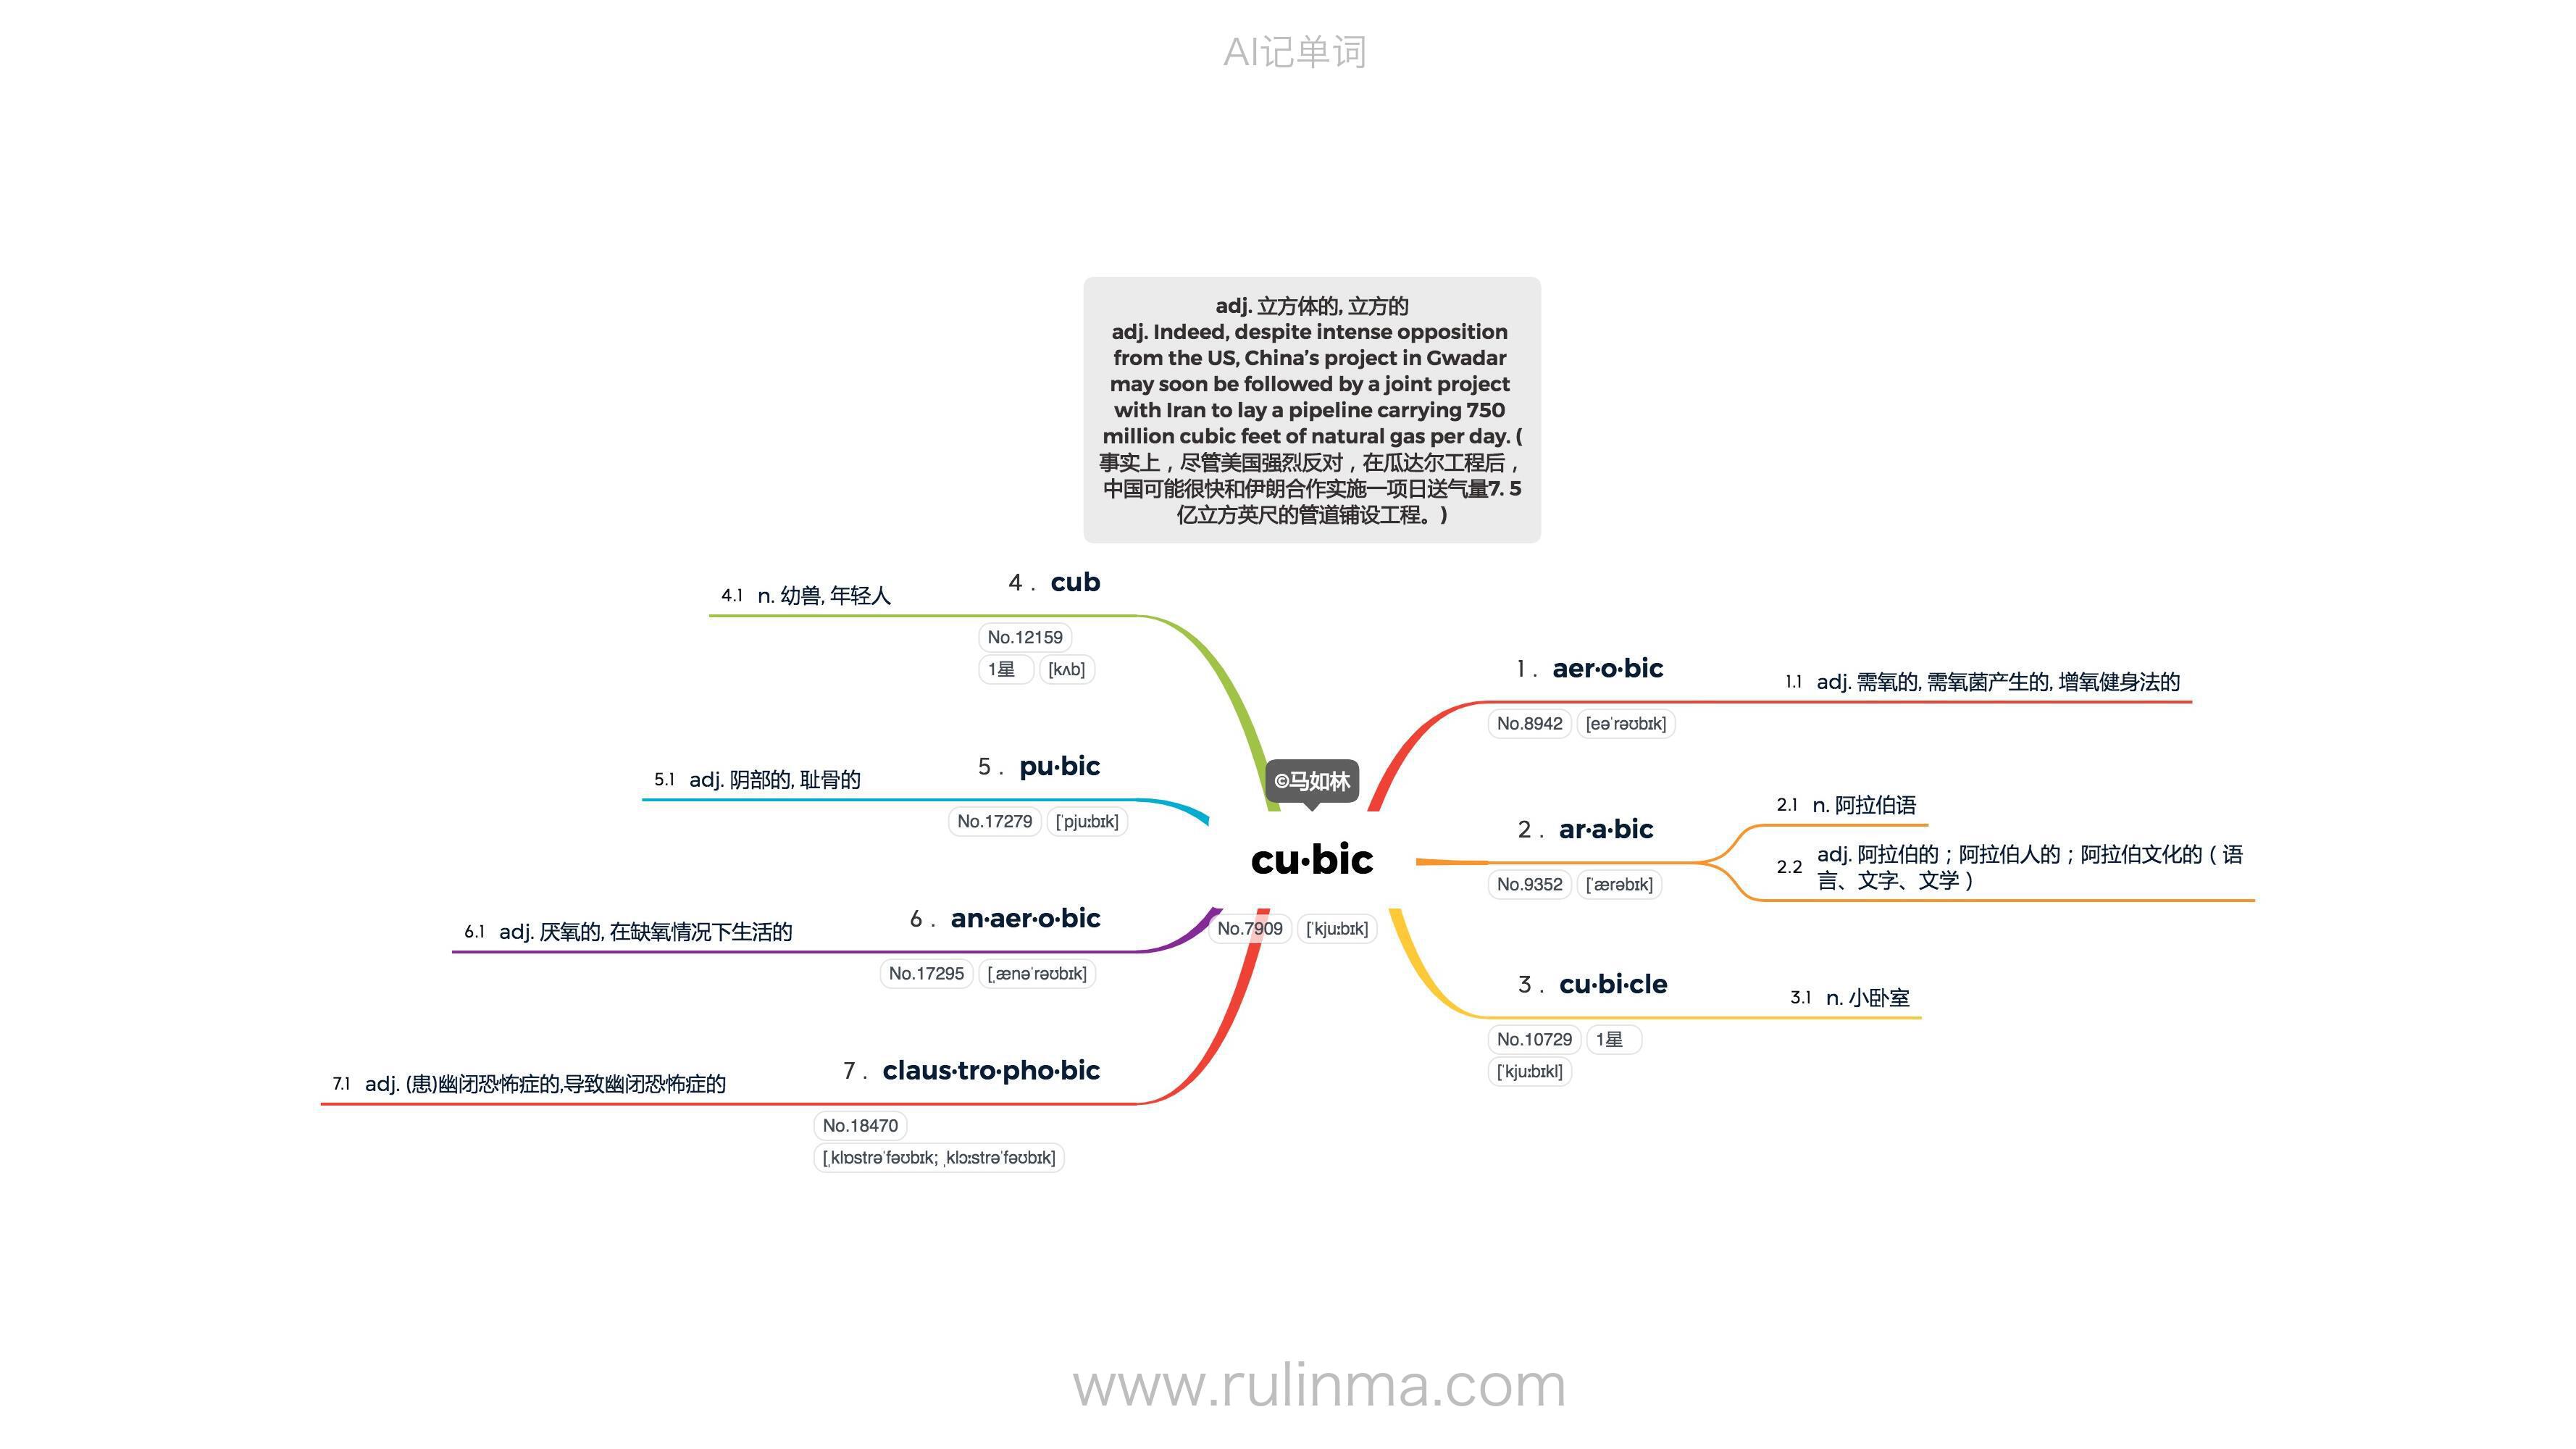 AI记单词
adj. 立方体的, 立方的
adj. Indeed, despite intense opposition
from the US, China’s project in Gwadar
may soon be followed by a joint project
with Iran to lay a pipeline carrying 750
million cubic feet of natural gas per day. (
事实上，尽管美国强烈反对，在瓜达尔工程后，
中国可能很快和伊朗合作实施一项日送气量7. 5
亿立方英尺的管道铺设工程。)
©马如林
cu·bic
No.7909 [ˈkjuːbɪk]
1 . aer·o·bic
No.8942 [eəˈrəʊbɪk]
1.1 adj. 需氧的, 需氧菌产生的, 增氧健身法的
2 . ar·a·bic
No.9352 [ˈærəbɪk]
2.1 n. 阿拉伯语
2.2 adj. 阿拉伯的；阿拉伯人的；阿拉伯文化的（语
言、文字、文学）
3 . cu·bi·cle
No.10729 1星
[ˈkjuːbɪkl]
3.1 n. 小卧室
4 . cub
No.12159
1星 [kʌb]
4.1 n. 幼兽, 年轻人
5 . pu·bic
No.17279 [ˈpjuːbɪk]
5.1 adj. 阴部的, 耻骨的
6 . an·aer·o·bic
No.17295 [ˌænəˈrəʊbɪk]
6.1 adj. 厌氧的, 在缺氧情况下生活的
7 . claus·tro·pho·bic
No.18470
[ˌklɒstrəˈfəʊbɪk; ˌklɔːstrəˈfəʊbɪk]
7.1 adj. (患)幽闭恐怖症的,导致幽闭恐怖症的
www.rulinma.com